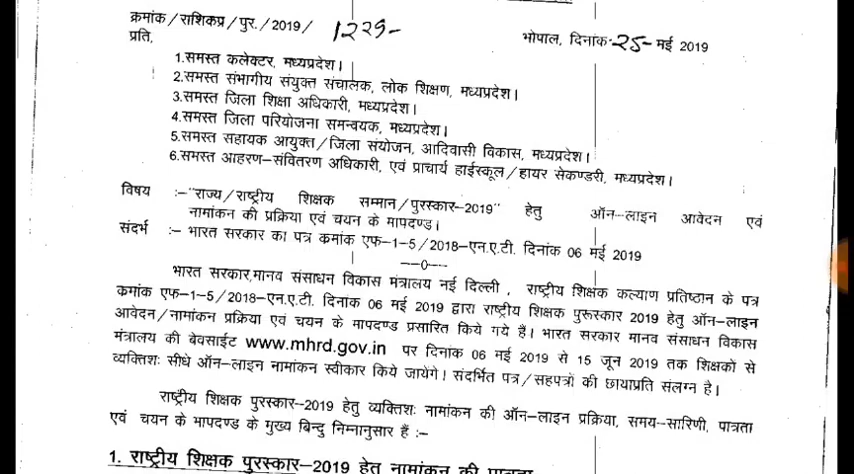 क्रमांक/राशिकप्र/पुर./2019/ 1229-
भोपाल, दिनांक 25- मई 2019
प्रति,
1.समस्त कलेक्टर, मध्यप्रदेश।
2.समस्त संभागीय संयुक्त संचालक, लोक शिक्षण, मध्यप्रदेश।
3.समस्त जिला शिक्षा अधिकारी, मध्यप्रदेश।
4.समस्त जिला परियोजना समन्वयक, मध्यप्रदेश।
5.समस्त सहायक आयुक्त/जिला संयोजन, आदिवासी विकास, मध्यप्रदेश।
6.समस्त आहरण-संवितरण अधिकारी, एवं प्राचार्य हाईस्कूल/हायर सेकण्डरी, मध्यप्रदेश।
विषय :-"राज्य/राष्ट्रीय शिक्षक सम्मान/पुरस्कार-2019" हेतु ऑन-लाइन आवेदन एवं
नामांकन की प्रक्रिया एवं चयन के मापदण्ड।
संदर्भ :- भारत सरकार का पत्र कमांक एफ-1-5/2018-एन.ए.टी. दिनांक 06 मई 2019
--0--
भारत सरकार,मानव संसाधन विकास मंत्रालय नई दिल्ली , राष्ट्रीय शिक्षक कल्याण प्रतिष्ठान के पत्र
कमांक एफ-1-5/2018-एन.ए.टी. दिनांक 06 मई 2019 द्वारा राष्ट्रीय शिक्षक पुरूस्कार 2019 हेतु ऑन-लाइन
आवेदन/नामांकन प्रक्रिया एवं चयन के मापदण्ड प्रसारित किये गये हैं। भारत सरकार मानव संसाधन विकास
मंत्रालय की बेवसाईट www.mhrd.gov.in पर दिनांक 06 मई 2019 से 15 जून 2019 तक शिक्षकों से
व्यक्तिशः सीधे ऑन-लाइन नामांकन स्वीकार किये जायेंगे। संदर्भित पत्र/सहपत्रों की छायाप्रति संलग्न है।
राष्ट्रीय शिक्षक पुरस्कार-2019 हेतु व्यक्तिशः नामांकन की ऑन-लाइन प्रक्रिया, समय-सारिणी, पात्रता
एवं चयन के भापदण्ड के मुख्य बिन्दु निम्नानुसार हैं :-
1. राष्ट्रीय शिक्षक पुरस्कार-2019 हेतु नामांकन की पात्रता